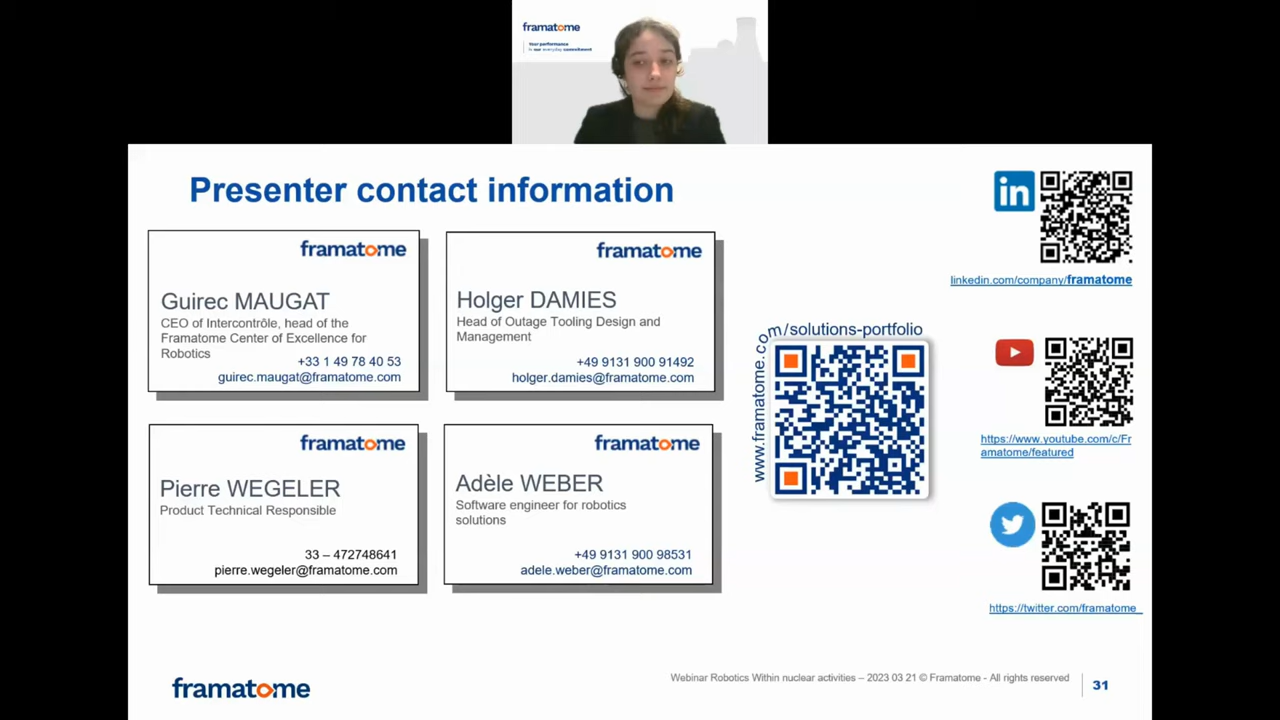 framatome
Your performance
is our everyday commitment
Presenter contact information
framatome
Guirec MAUGAT
CEO of Intercontrôle, head of the
Framatome Center of Excellence for
Robotics
+33 1 49 78 40 53
guirec.maugat@framatome.com
framatome
Holger DAMIES
Head of Outage Tooling Design and
Management
+49 9131 900 91492
holger.damies@framatome.com
framatome
Pierre WEGELER
Product Technical Responsible
33 – 472748641
pierre.wegeler@framatome.com
framatome
Adèle WEBER
Software engineer for robotics
solutions
+49 9131 900 98531
adele.weber@framatome.com
www.framatome.com/solutions-portfolio
in
linkedin.com/company/framatome
https://www.youtube.com/c/Fr
amatome/featured
https://twitter.com/framatome_
framatome
Webinar Robotics Within nuclear activities – 2023 03 21 © Framatome - All rights reserved
31